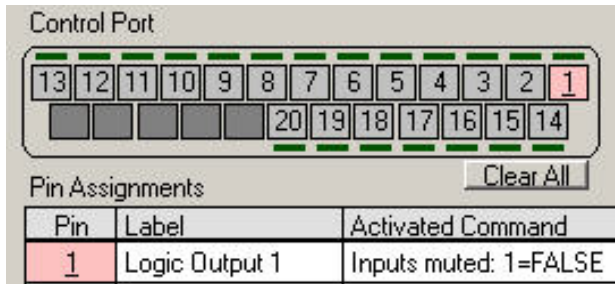 Control Port
13 12 11 10 9 8 7 6 5 4 3 2 1
20 19 18 17 16 15 14
Clear All
Pin Assignments
Pin Label Activated Command
1 Logic Output 1 Inputs muted: 1=FALSE